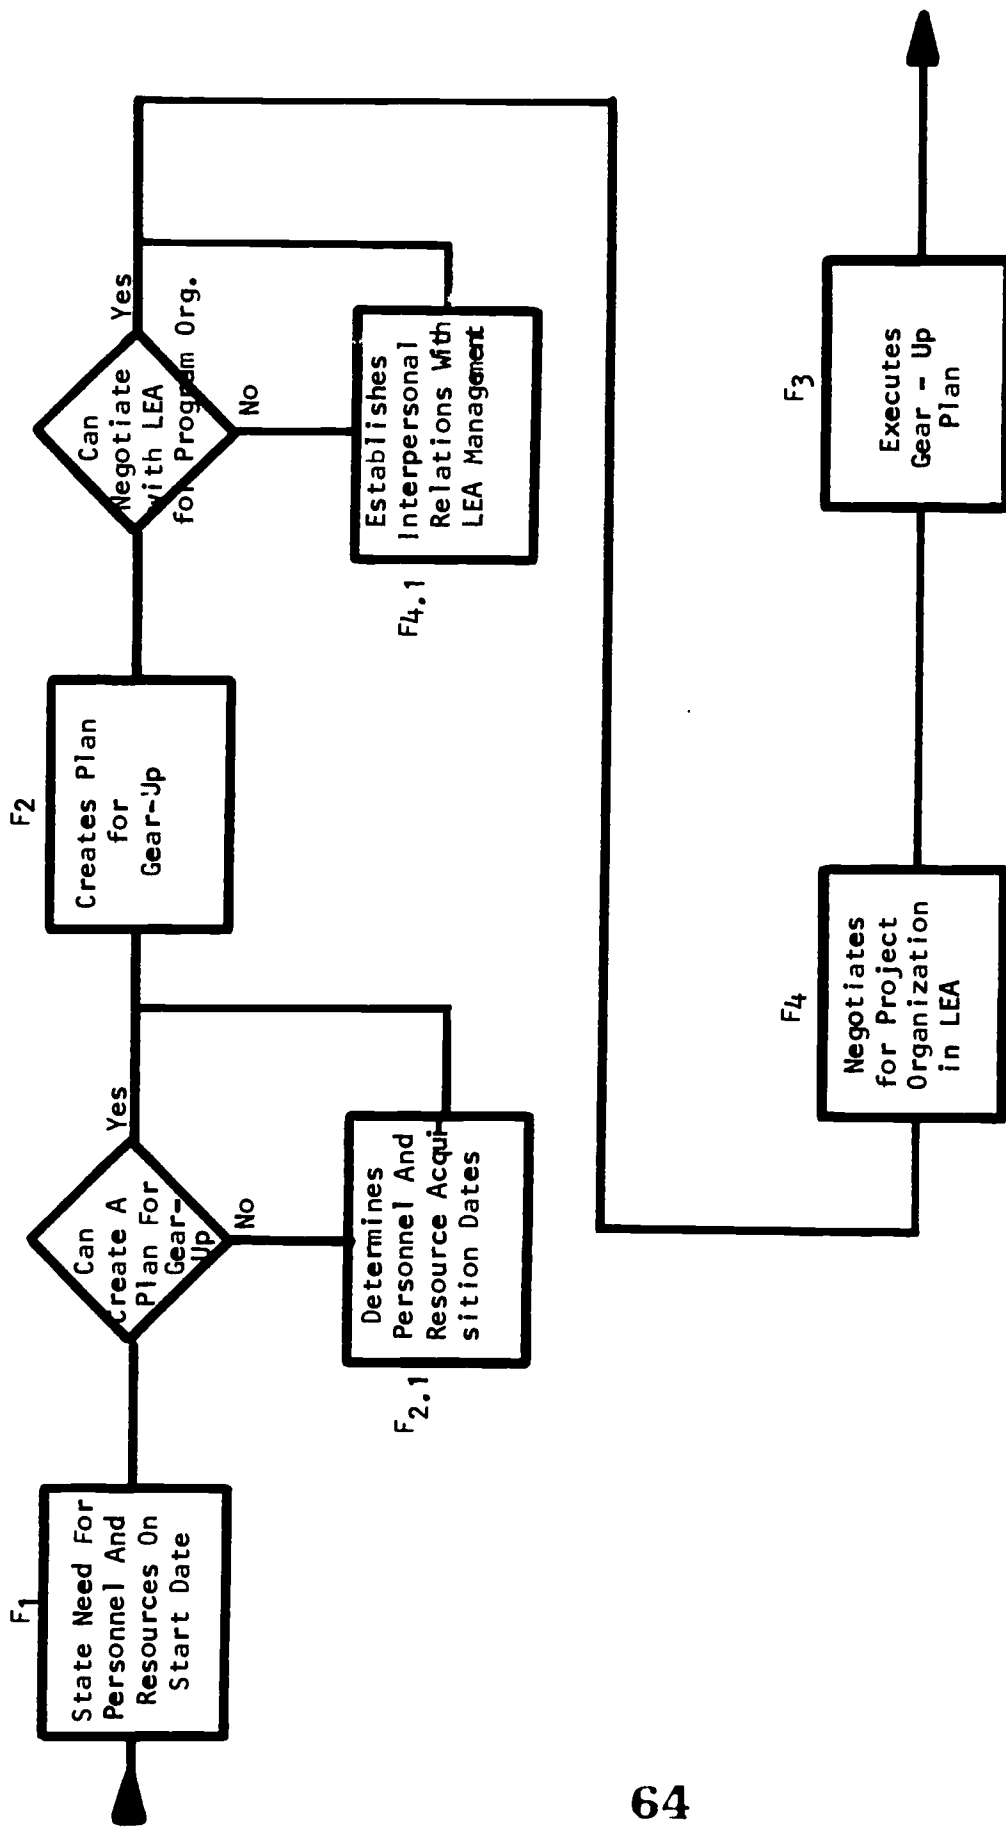 F1
State Need For
Personnel And
Resources On
Start Date
Can
Create A
Plan For
Gear-
Up
Yes
No
F2.1
Determines
Personnel And
Resource Acqui
sition Dates
F2
Creates Plan
for
Gear-Up
Can
Negotiate
with LEA
for Program Org.
Yes
No
F4.1
Establishes
Interpersonal
Relations With
LEA Management
F4
Negotiates
for Project
Organization
in LEA
F3
Executes
Gear - Up
Plan
64